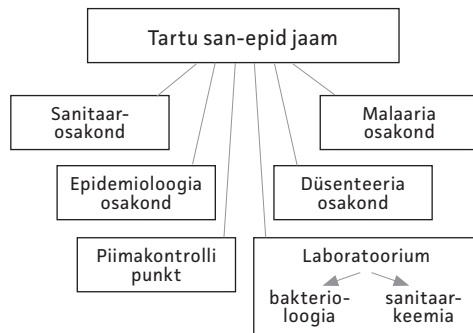 Tartu san-epid jaam
Sanitaar-
osakond
Malaaria
osakond
Epidemioloogia
osakond
Düsenteeria
osakond
Piimakontrolli
punkt
Laboratoorium
bakterio-
loogia
sanitaar-
keemia